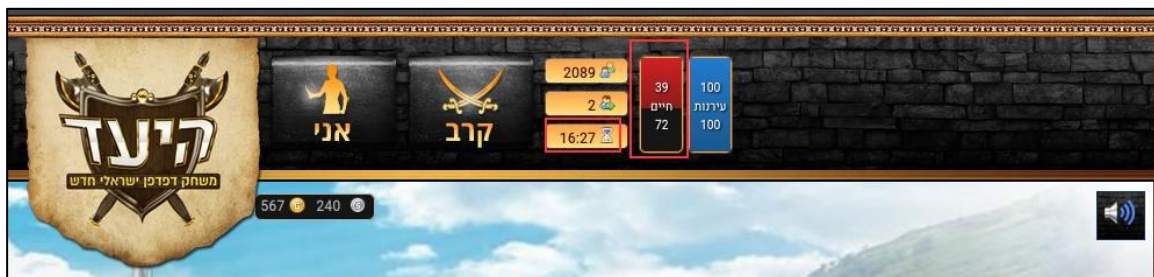 היעד
משחק דפדפן ישראלי חדש
אני
קרב
2089
2
16:27
39
חיים
72
100
עירנות
100
567 G 240 S